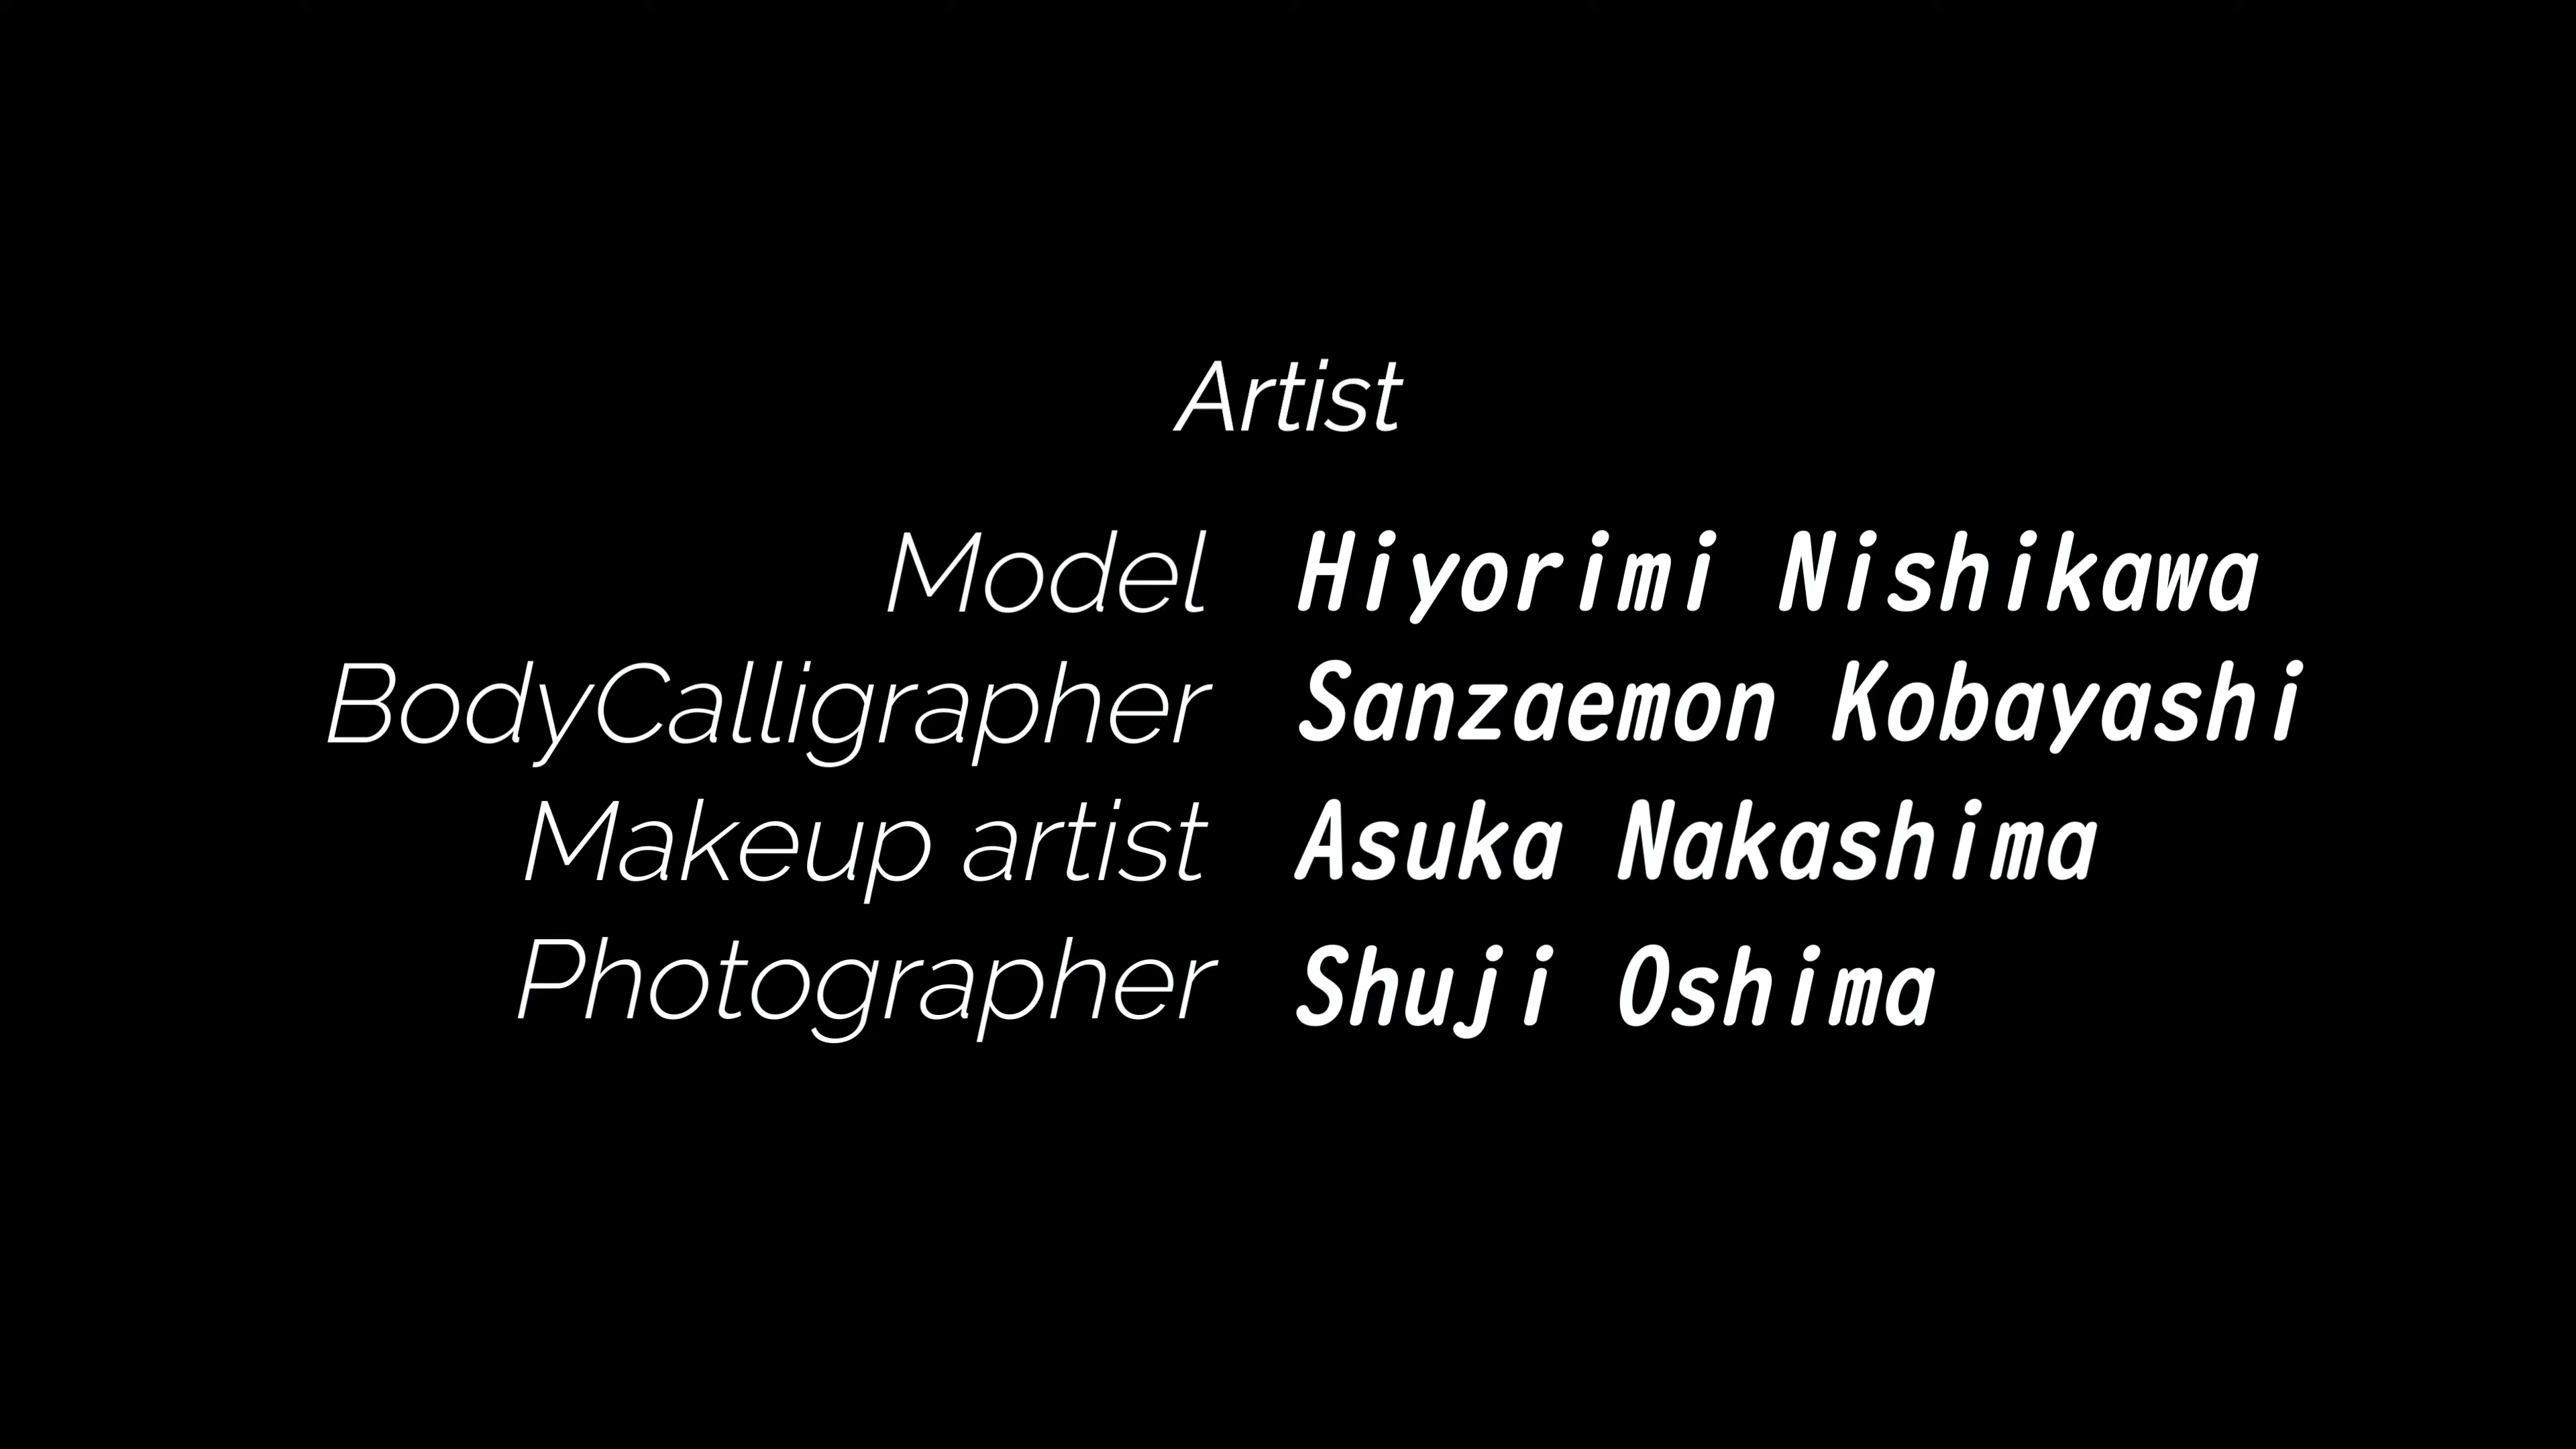 Artist
Model Hiyorimi Nishikawa
BodyCalligrapher Sanzaemon Kobayashi
Makeup artist Asuka Nakashima
Photographer Shuji Oshima